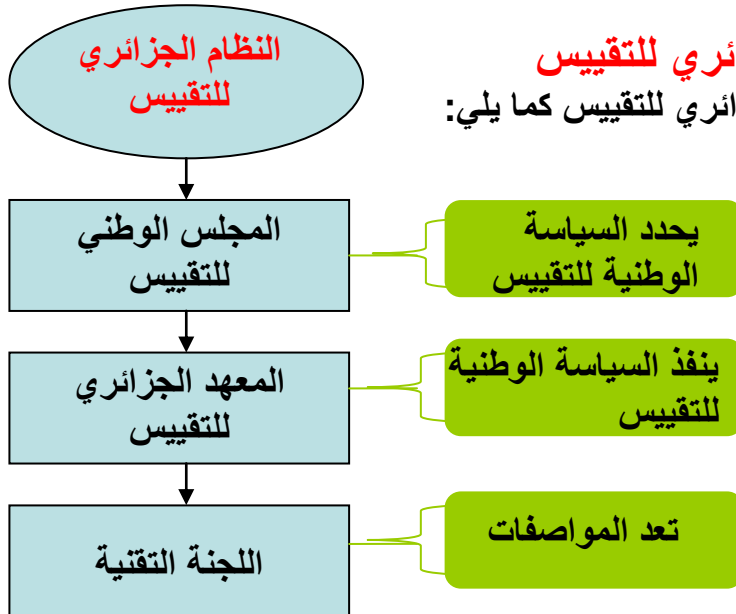 ئري للتقييس
ائري للتقييس كما يلي:
النظام الجزائري
للتقييس
المجلس الوطني
للتقييس
يحدد السياسة
الوطنية للتقييس
المعهد الجزائري
للتقييس
ينفذ السياسة الوطنية
للتقييس
اللجنة التقنية
تعد المواصفات